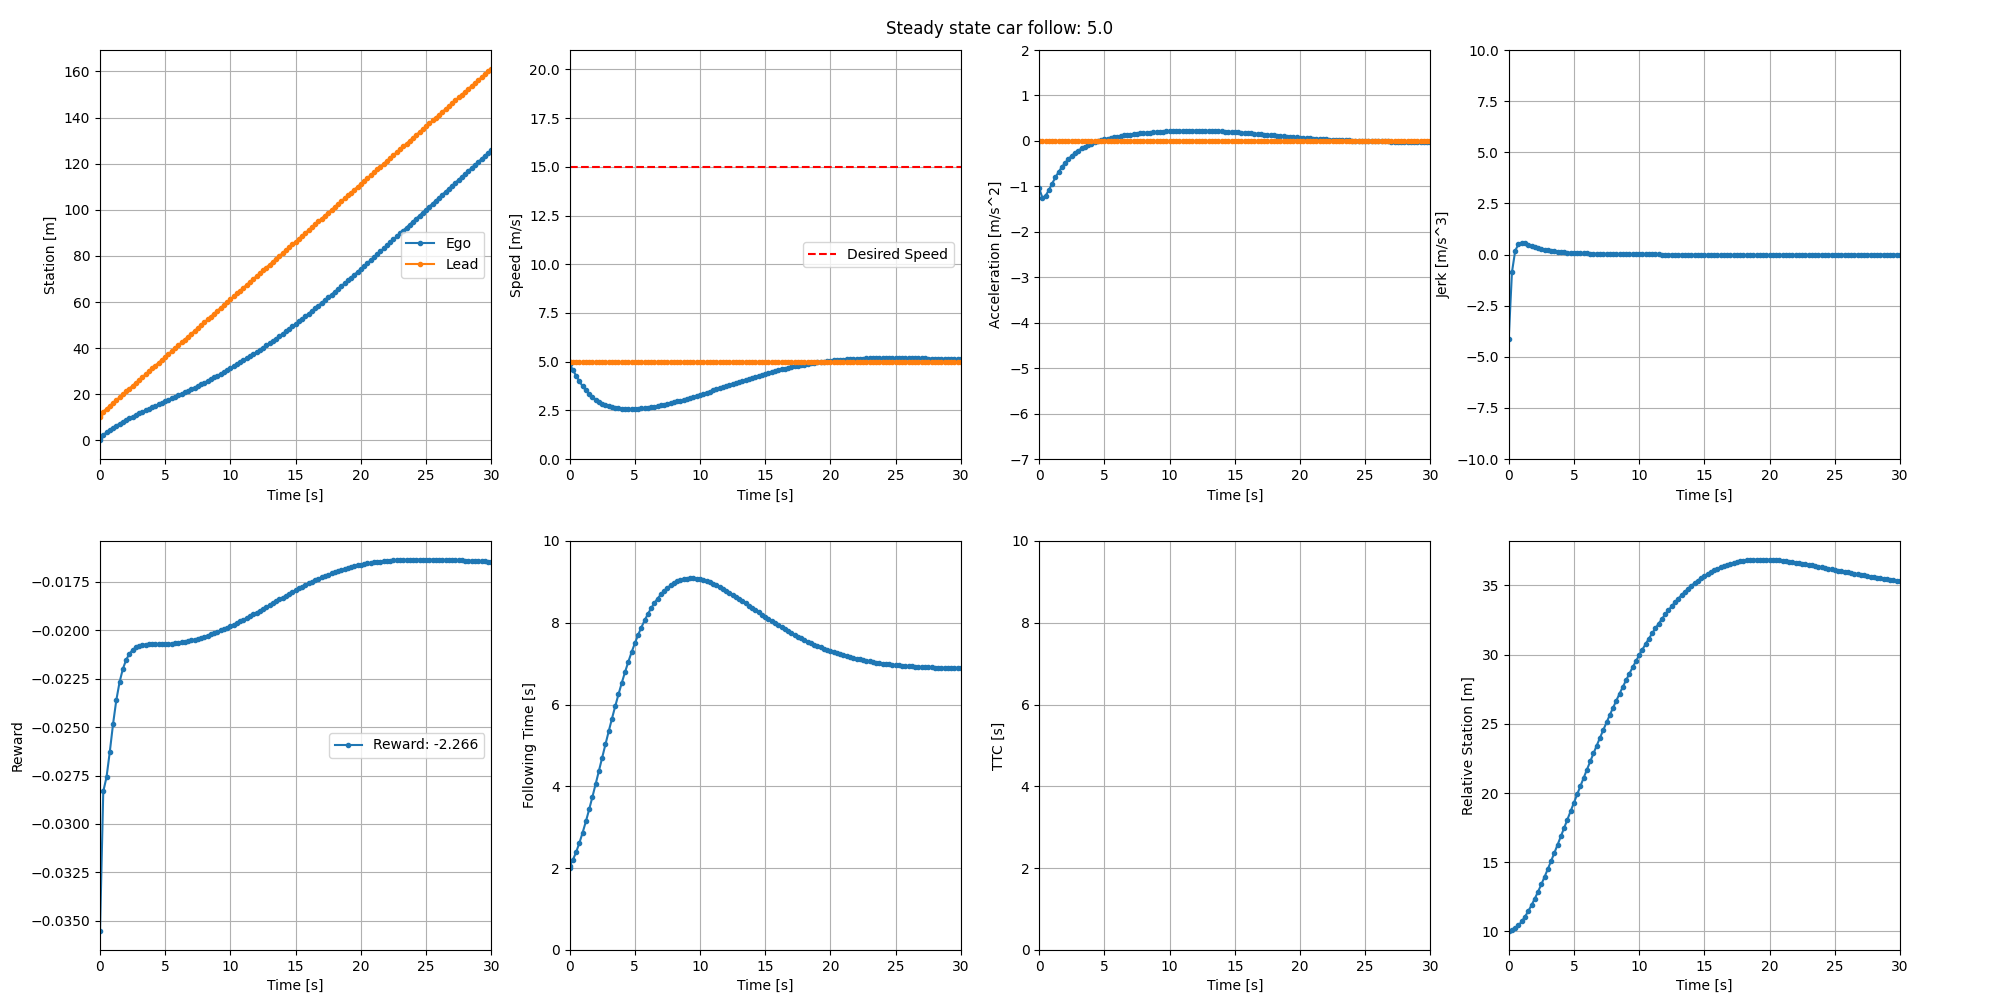 Steady state car follow: 5.0
Station [m]
160
140
120
100
80
60
40
20
0
Ego
Lead
0 5 10 15 20 25 30
Time [s]
Speed [m/s]
20.0
17.5
15.0
12.5
10.0
7.5
5.0
2.5
0.0
Desired Speed
0 5 10 15 20 25 30
Time [s]
Acceleration [m/s^2]
2
1
0
−1
−2
−3
−4
−5
−6
−7
0 5 10 15 20 25 30
Time [s]
Jerk [m/s^3]
10.0
7.5
5.0
2.5
0.0
−2.5
−5.0
−7.5
−10.0
0 5 10 15 20 25 30
Time [s]
Reward
−0.0175
−0.0200
−0.0225
−0.0250
−0.0275
−0.0300
−0.0325
−0.0350
Reward: -2.266
0 5 10 15 20 25 30
Time [s]
Following Time [s]
10
8
6
4
2
0
0 5 10 15 20 25 30
Time [s]
TTC [s]
10
8
6
4
2
0
0 5 10 15 20 25 30
Time [s]
Relative Station [m]
35
30
25
20
15
10
0 5 10 15 20 25 30
Time [s]